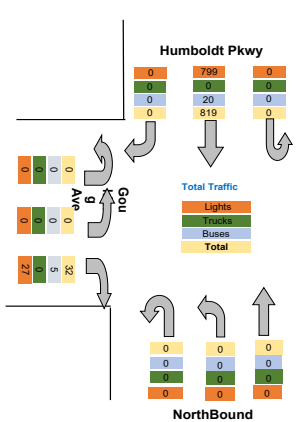 Humboldt Pkwy
0 799 0
0 0 0
0 20 0
0 819 0
Total Traffic
Lights
Trucks
Buses
Total
Goug
Ave
0 0 0 0
0 0 0 0
27 0 5 32
0 0 0
0 0 0
0 0 0
0 0 0
NorthBound